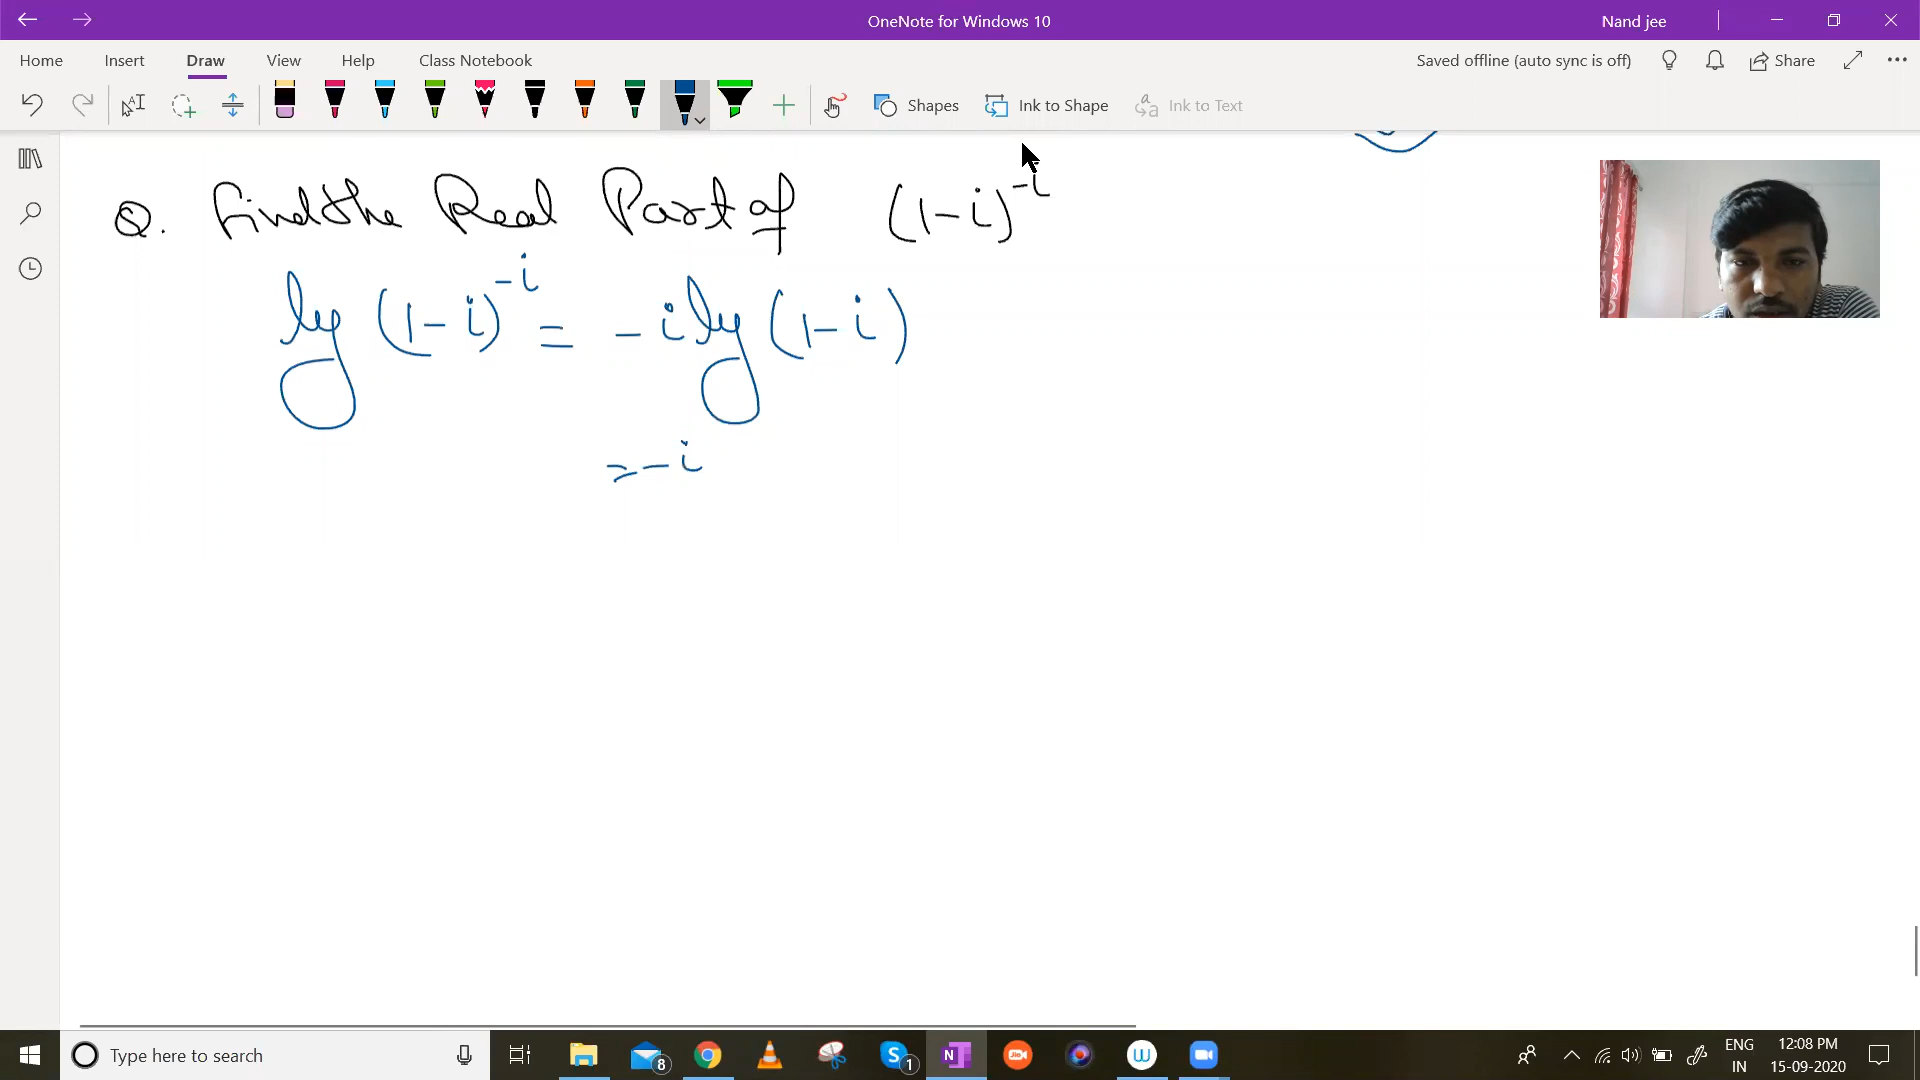 OneNote for Windows 10
Nand jee
Home Insert Draw View Help Class Notebook
Saved offline (auto sync is off) Share
Shapes Ink to Shape Ink to Text
Q. Find the Real Part of (1-i)^-i
log (1-i)^-i = -i log (1-i)
= -i
Type here to search
8
1
ENG
IN
12:08 PM
15-09-2020